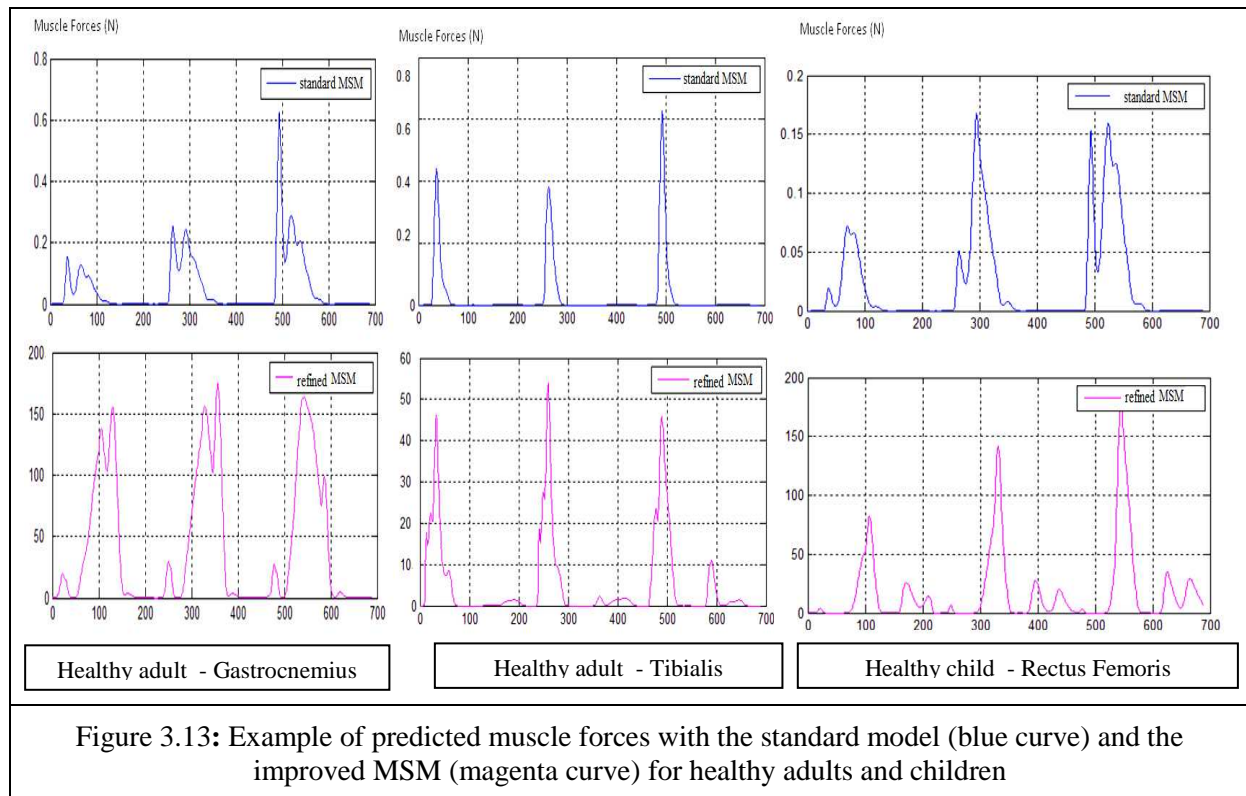 Muscle Forces (N)
0.8
0.6
0.4
0.2
0
0 100 200 300 400 500 600 700
standard MSM
Muscle Forces (N)
0.8
0.6
0.4
0.2
0
0 100 200 300 400 500 600 700
standard MSM
Muscle Forces (N)
0.2
0.15
0.1
0.05
0
0 100 200 300 400 500 600 700
standard MSM
200
150
100
50
0
0 100 200 300 400 500 600 700
refined MSM
60
50
40
30
20
10
0
0 100 200 300 400 500 600 700
refined MSM
200
150
100
50
0
0 100 200 300 400 500 600 700
refined MSM
Healthy adult - Gastrocnemius
Healthy adult - Tibialis
Healthy child - Rectus Femoris
Figure 3.13: Example of predicted muscle forces with the standard model (blue curve) and the
improved MSM (magenta curve) for healthy adults and children